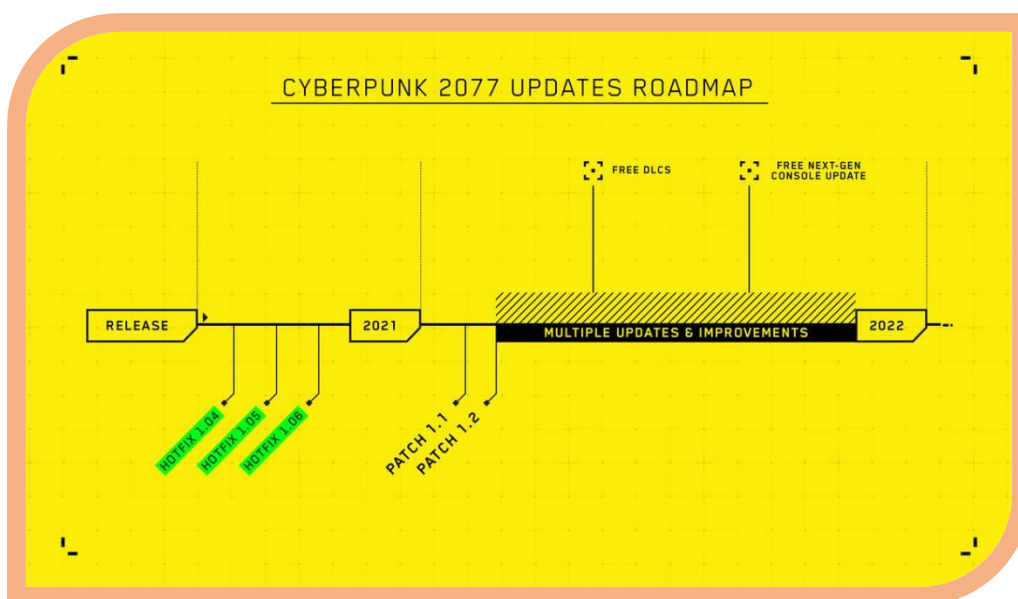 CYBERPUNK 2077 UPDATES ROADMAP
FREE DLCS
FREE NEXT-GEN
CONSOLE UPDATE
RELEASE
2021
MULTIPLE UPDATES & IMPROVEMENTS
2022
HOTFIX 1.04
HOTFIX 1.05
HOTFIX 1.06
PATCH 1.1
PATCH 1.2